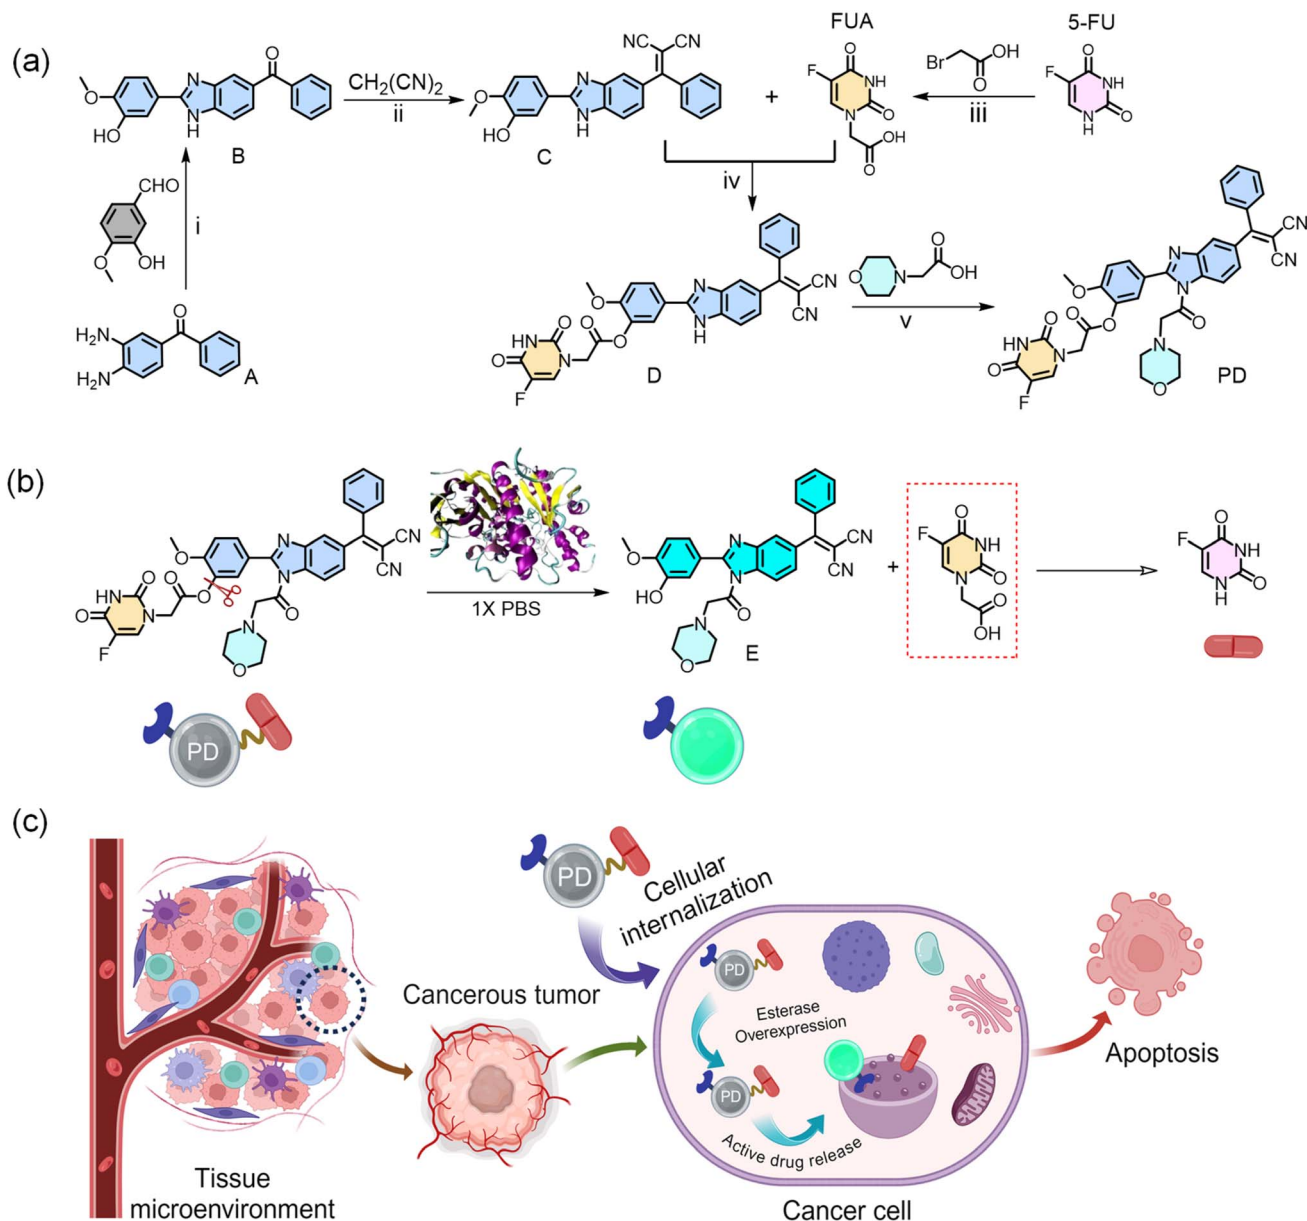 (a)
FUA
5-FU
NC
CN
O
N
N
H
O
HO
B
CH₂(CN)₂
ii
N
N
H
O
HO
C
+
O
F
NH
N
O
OH
O
Br
OH
O
iii
O
F
NH
N
H
O
CHO
OH
O
i
iv
O
H₂N
H₂N
A
O
N
N
H
CN
CN
O
O
O
HN
O
N
F
D
O
N
O
OH
v
O
N
N
CN
CN
O
O
O
HN
O
N
F
O
N
O
PD
(b)
O
N
N
CN
CN
O
O
O
HN
O
N
F
O
N
O
1X PBS
O
HO
N
N
CN
CN
O
N
O
E
+
O
F
NH
N
O
O
OH
O
F
NH
N
H
O
PD
(c)
PD
Cellular
internalization
PD
Esterase
Overexpression
PD
Active drug release
Cancerous tumor
Apoptosis
Tissue
microenvironment
Cancer cell